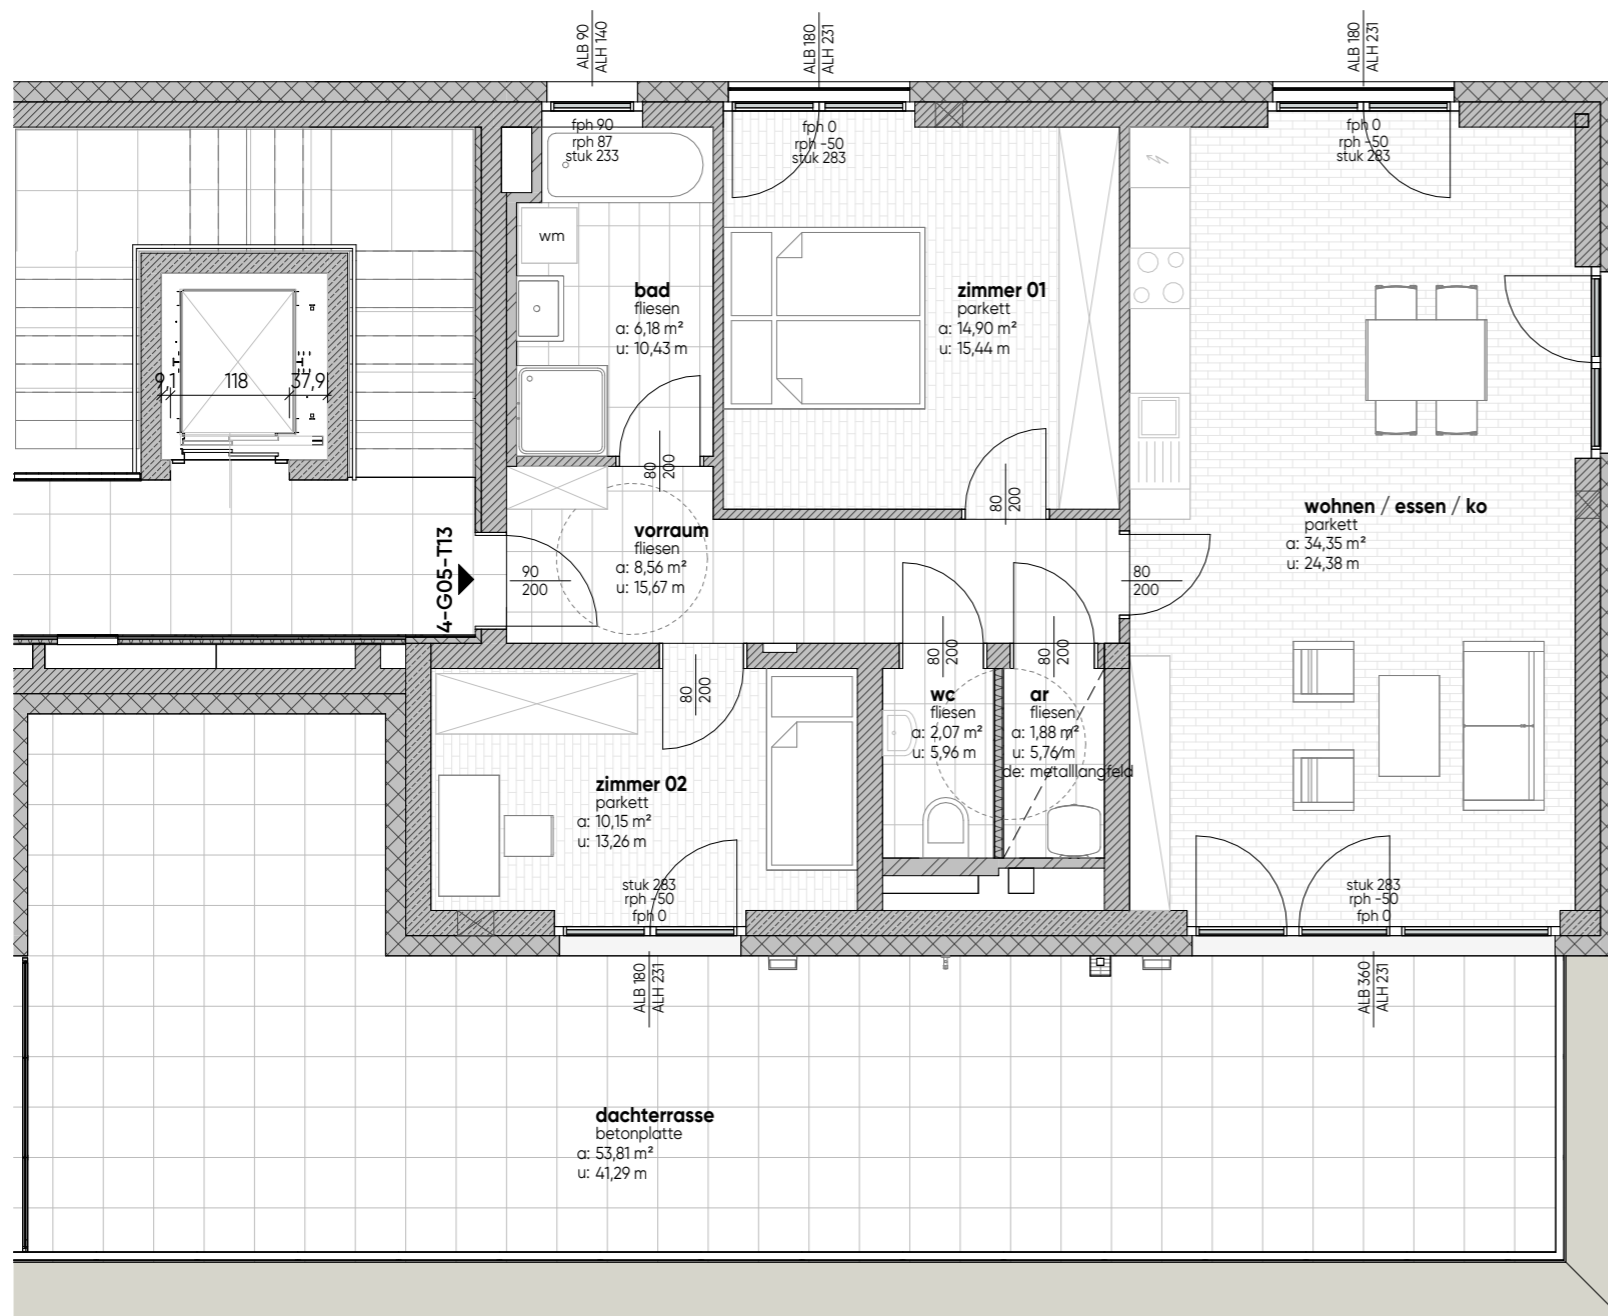 ALB 90
ALH 140
ALB 180
ALH 231
ALB 180
ALH 231
fph 90
rph 87
stuk 233
fph 0
rph -50
stuk 283
fph 0
rph -50
stuk 283
wm
bad
fliesen
a: 6,18 m²
u: 10,43 m
zimmer 01
parkett
a: 14,90 m²
u: 15,44 m
9,1
118
37,9
80
200
80
200
wohnen / essen / ko
parkett
a: 34,35 m²
u: 24,38 m
vorraum
fliesen
a: 8,56 m²
u: 15,67 m
4-G05-T13
90
200
80
200
80
200
80
200
80
200
wc
fliesen
a: 2,07 m²
u: 5,96 m
ar
fliesen
a: 1,88 m²
u: 5,76 m
de: metalllangfeld
zimmer 02
parkett
a: 10,15 m²
u: 13,26 m
stuk 283
rph -50
fph 0
stuk 283
rph -50
fph 0
ALB 180
ALH 231
ALB 360
ALH 231
dachterrasse
betonplatte
a: 53,81 m²
u: 41,29 m